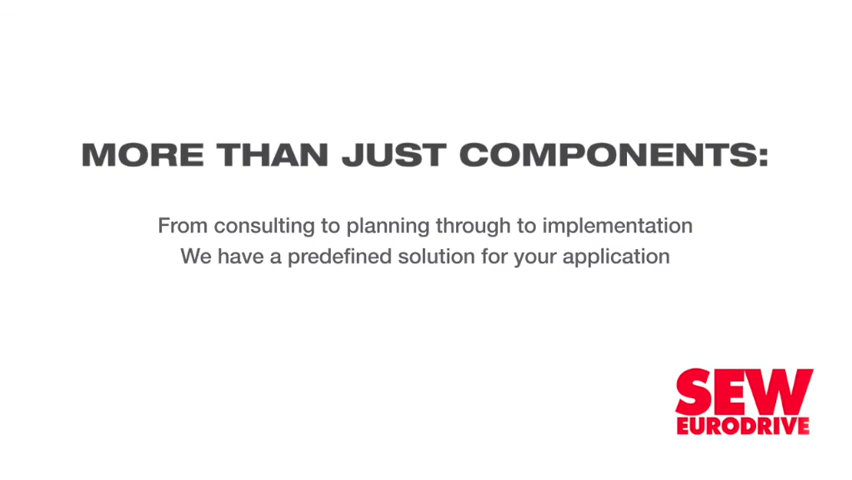 MORE THAN JUST COMPONENTS:
From consulting to planning through to implementation
We have a predefined solution for your application
SEW
EURODRIVE